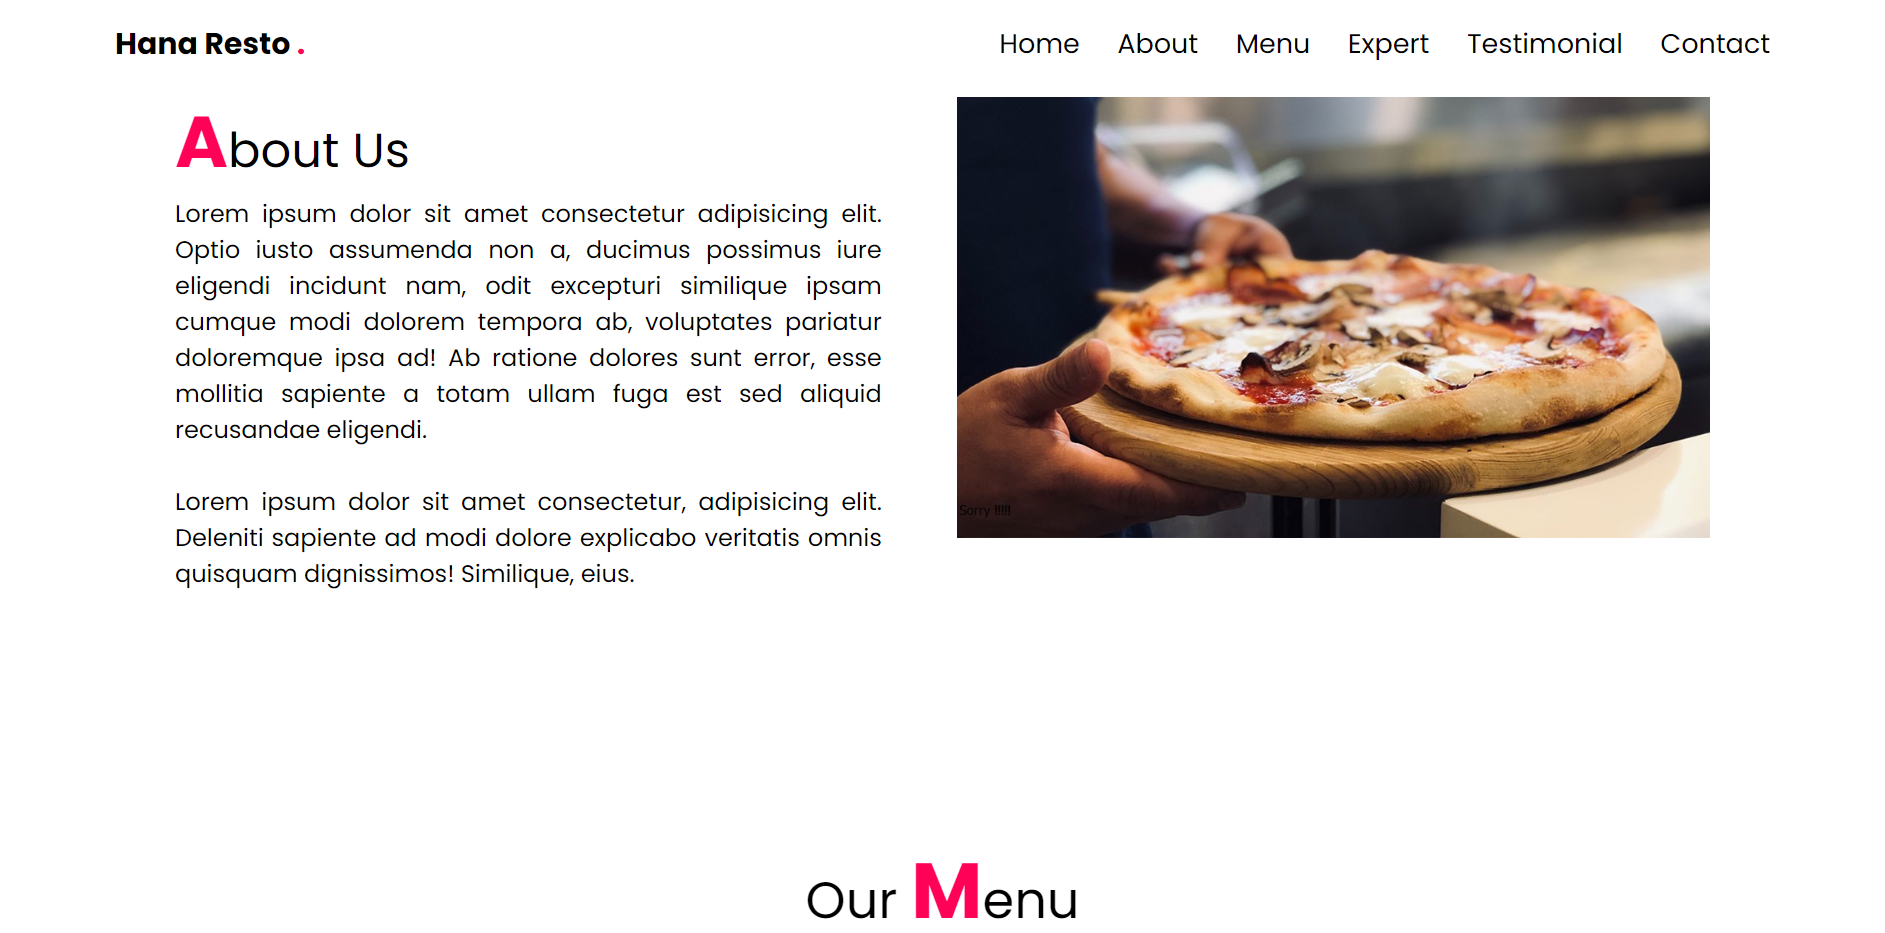 Hana Resto .
Home About Menu Expert Testimonial Contact
About Us
Lorem ipsum dolor sit amet consectetur adipisicing elit.
Optio iusto assumenda non a, ducimus possimus iure
eligendi incidunt nam, odit excepturi similique ipsam
cumque modi dolorem tempora ab, voluptates pariatur
doloremque ipsa ad! Ab ratione dolores sunt error, esse
mollitia sapiente a totam ullam fuga est sed aliquid
recusandae eligendi.
Lorem ipsum dolor sit amet consectetur, adipisicing elit.
Deleniti sapiente ad modi dolore explicabo veritatis omnis
quisquam dignissimos! Similique, eius.
Sorry !!!!!
Our Menu